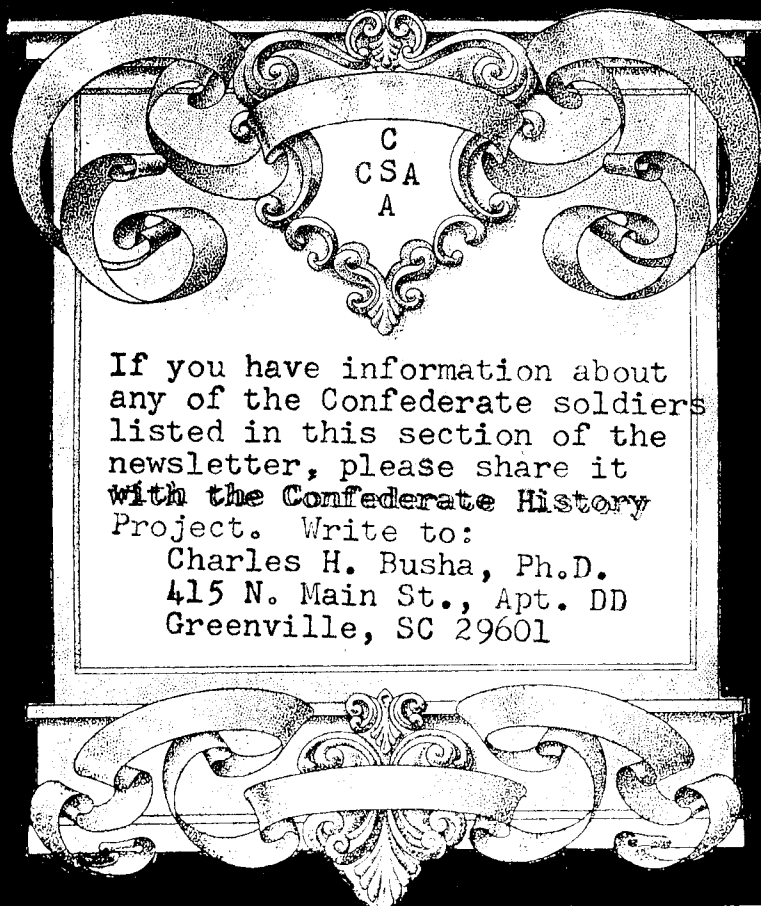 C
CSA
A
If you have information about
any of the Confederate soldiers
listed in this section of the
newsletter, please share it
with the Confederate History
Project. Write to:
Charles H. Busha, Ph.D.
415 N. Main St., Apt. DD
Greenville, SC 29601